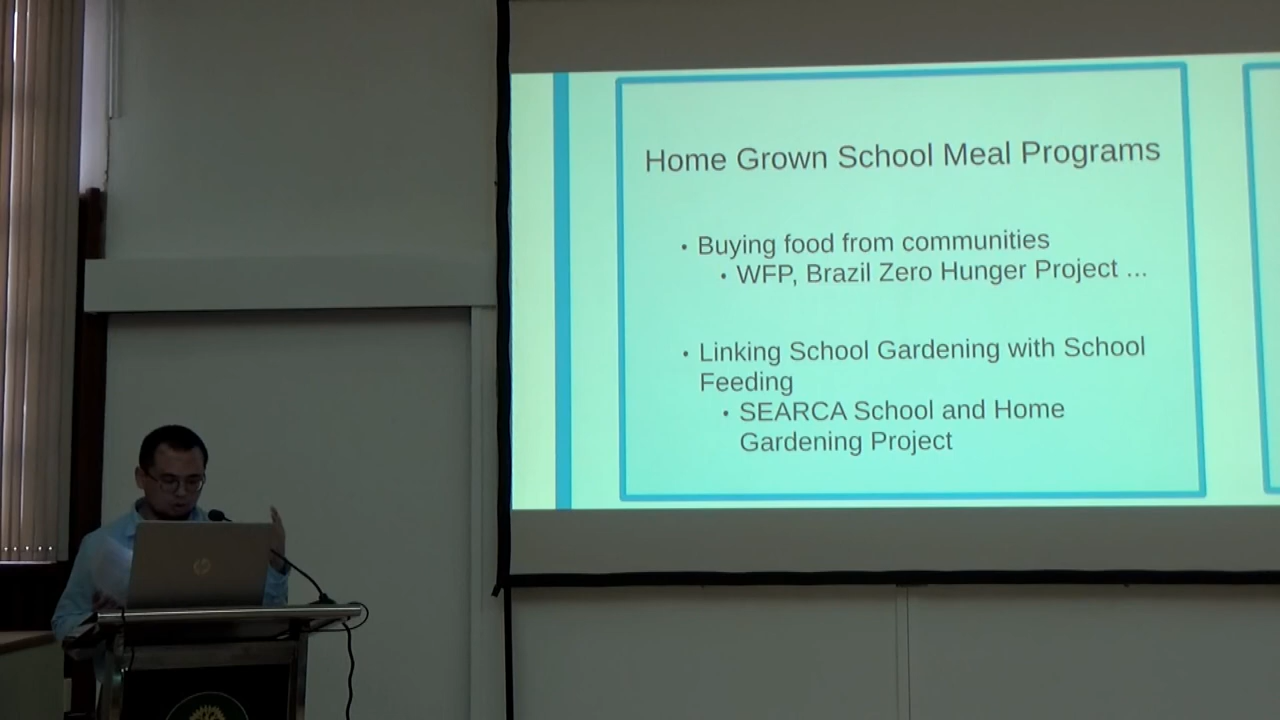 Home Grown School Meal Programs
• Buying food from communities
• WFP, Brazil Zero Hunger Project ...
• Linking School Gardening with School
Feeding
• SEARCA School and Home
Gardening Project
hp